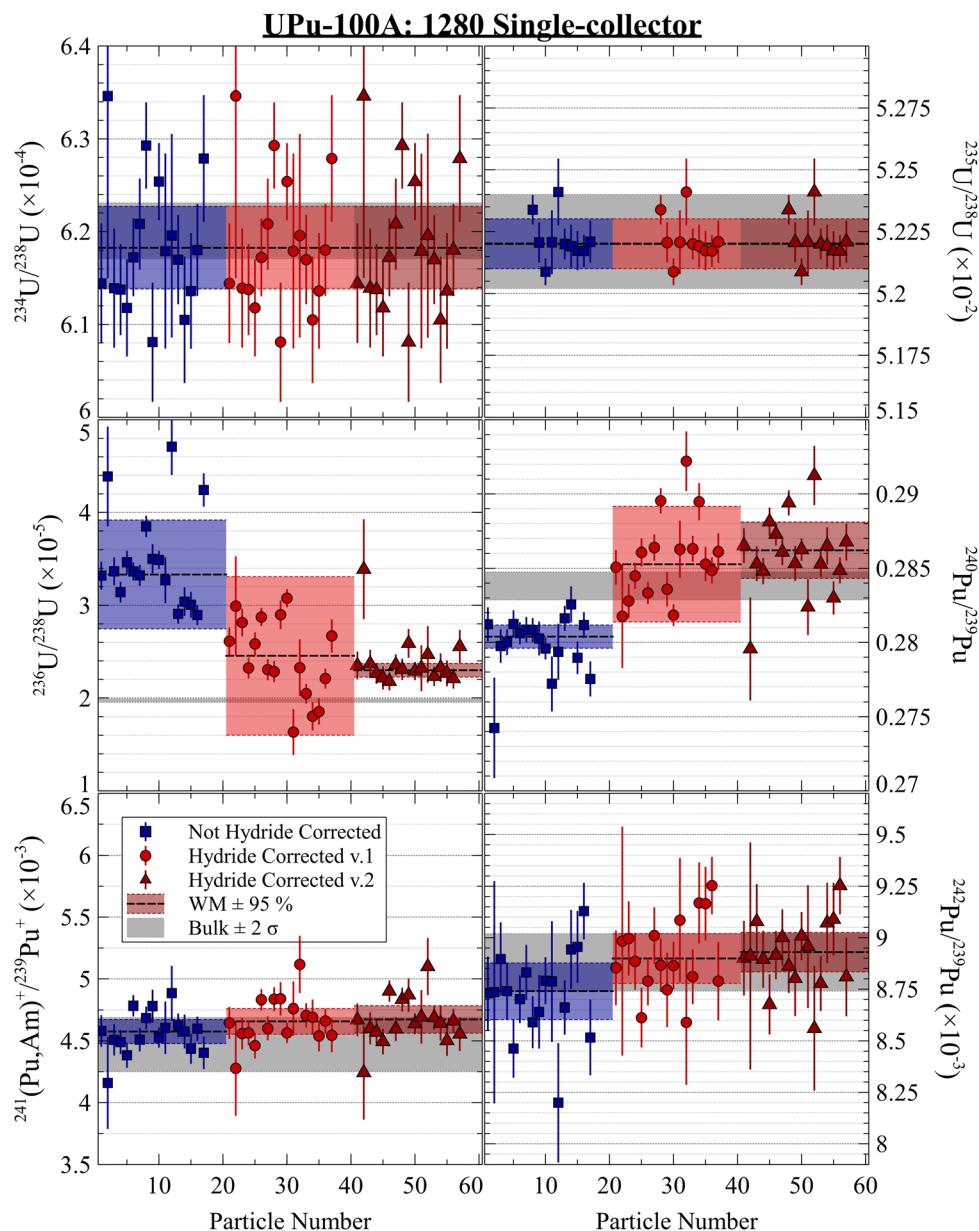 UPu-100A: 1280 Single-collector
6.4
6.3
6.2
6.1
6
²³⁴U/²³⁸U (×10⁻⁴)
5.275
5.25
5.225
5.2
5.175
5.15
²³⁵U/²³⁸U (×10⁻²)
5
4
3
2
1
²³⁶U/²³⁸U (×10⁻⁵)
0.29
0.285
0.28
0.275
0.27
²⁴⁰Pu/²³⁹Pu
6.5
6
5.5
5
4.5
4
3.5
²⁴¹(Pu,Am)⁺/²³⁹Pu⁺ (×10⁻³)
Not Hydride Corrected
Hydride Corrected v.1
Hydride Corrected v.2
WM ± 95 %
Bulk ± 2 σ
9.5
9.25
9
8.75
8.5
8.25
8
²⁴²Pu/²³⁹Pu (×10⁻³)
10 20 30 40 50 60
10 20 30 40 50 60
Particle Number
Particle Number